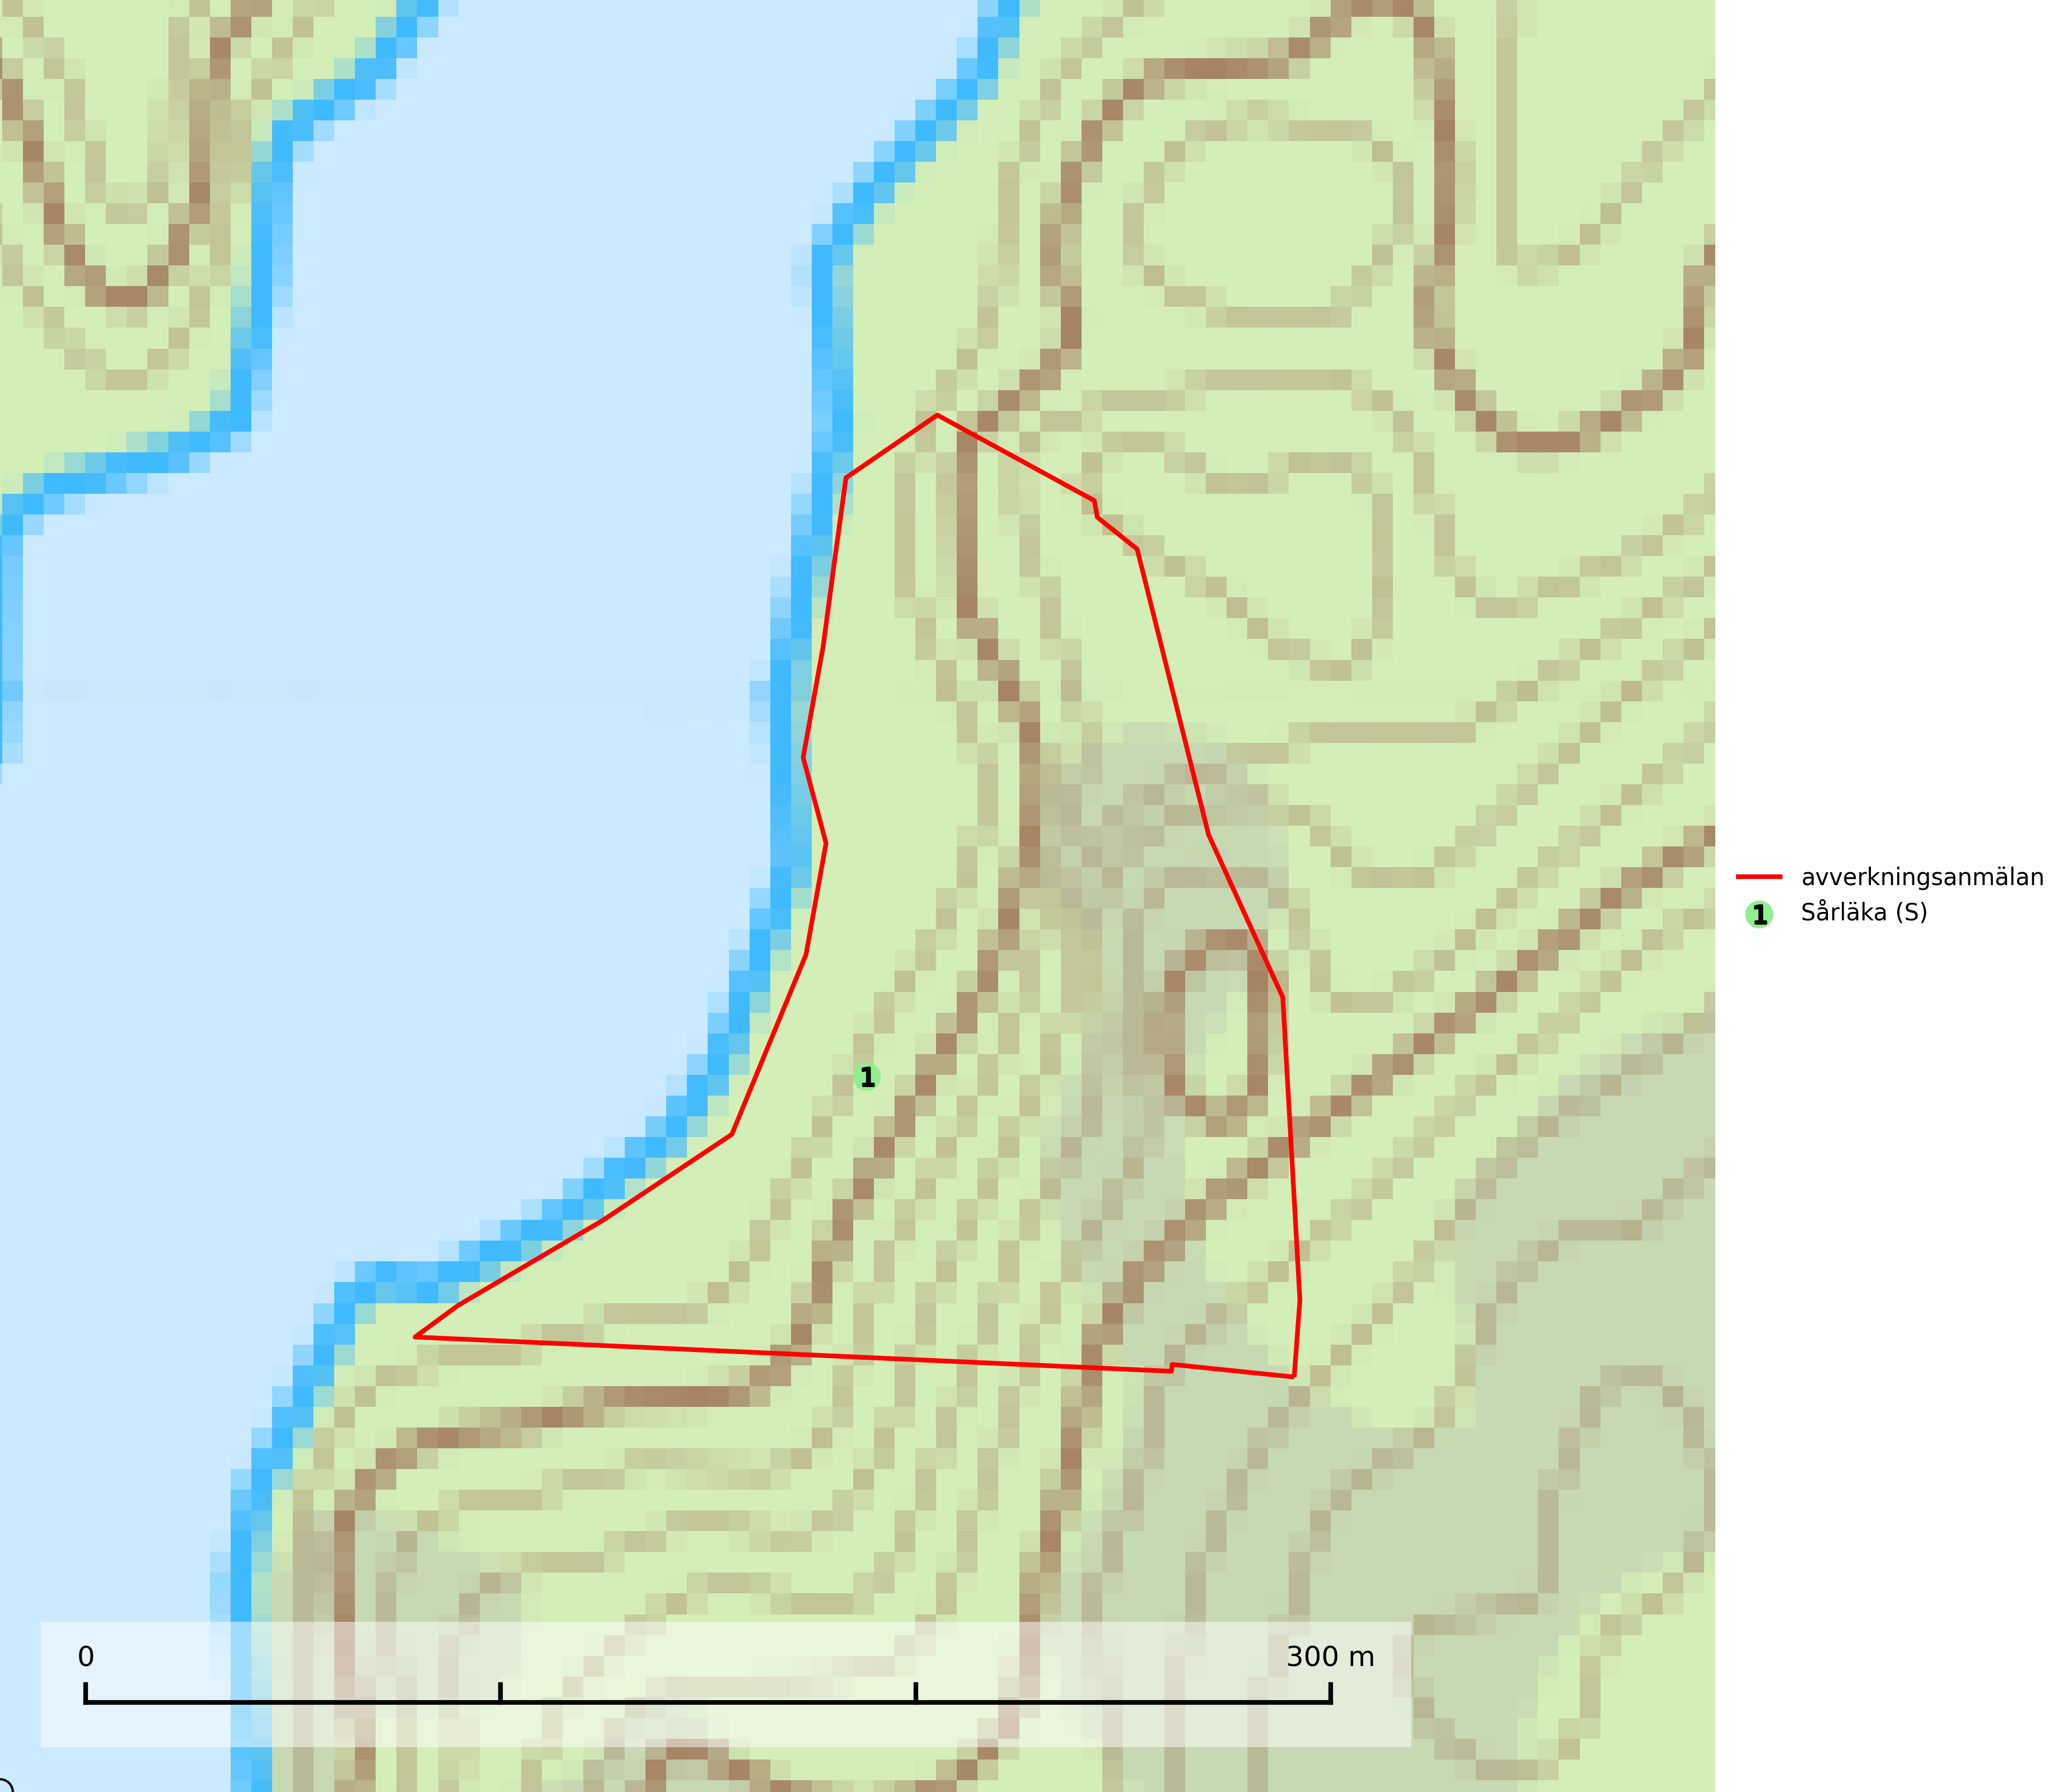 avverkningsanmälan
1 Sårläka (S)
1
0 300 m